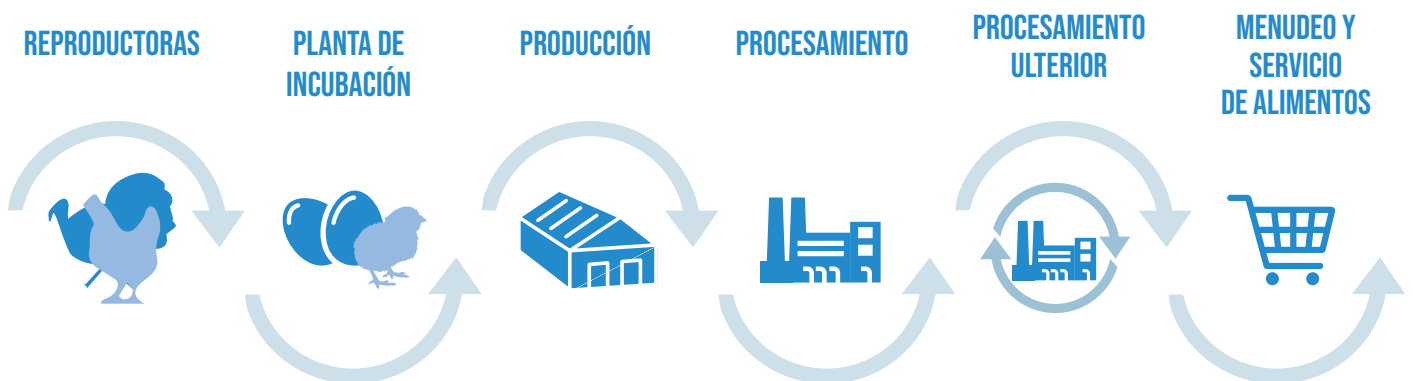 REPRODUCTORAS
PLANTA DE
INCUBACIÓN
PRODUCCIÓN
PROCESAMIENTO
PROCESAMIENTO
ULTERIOR
MENUDEO Y
SERVICIO
DE ALIMENTOS